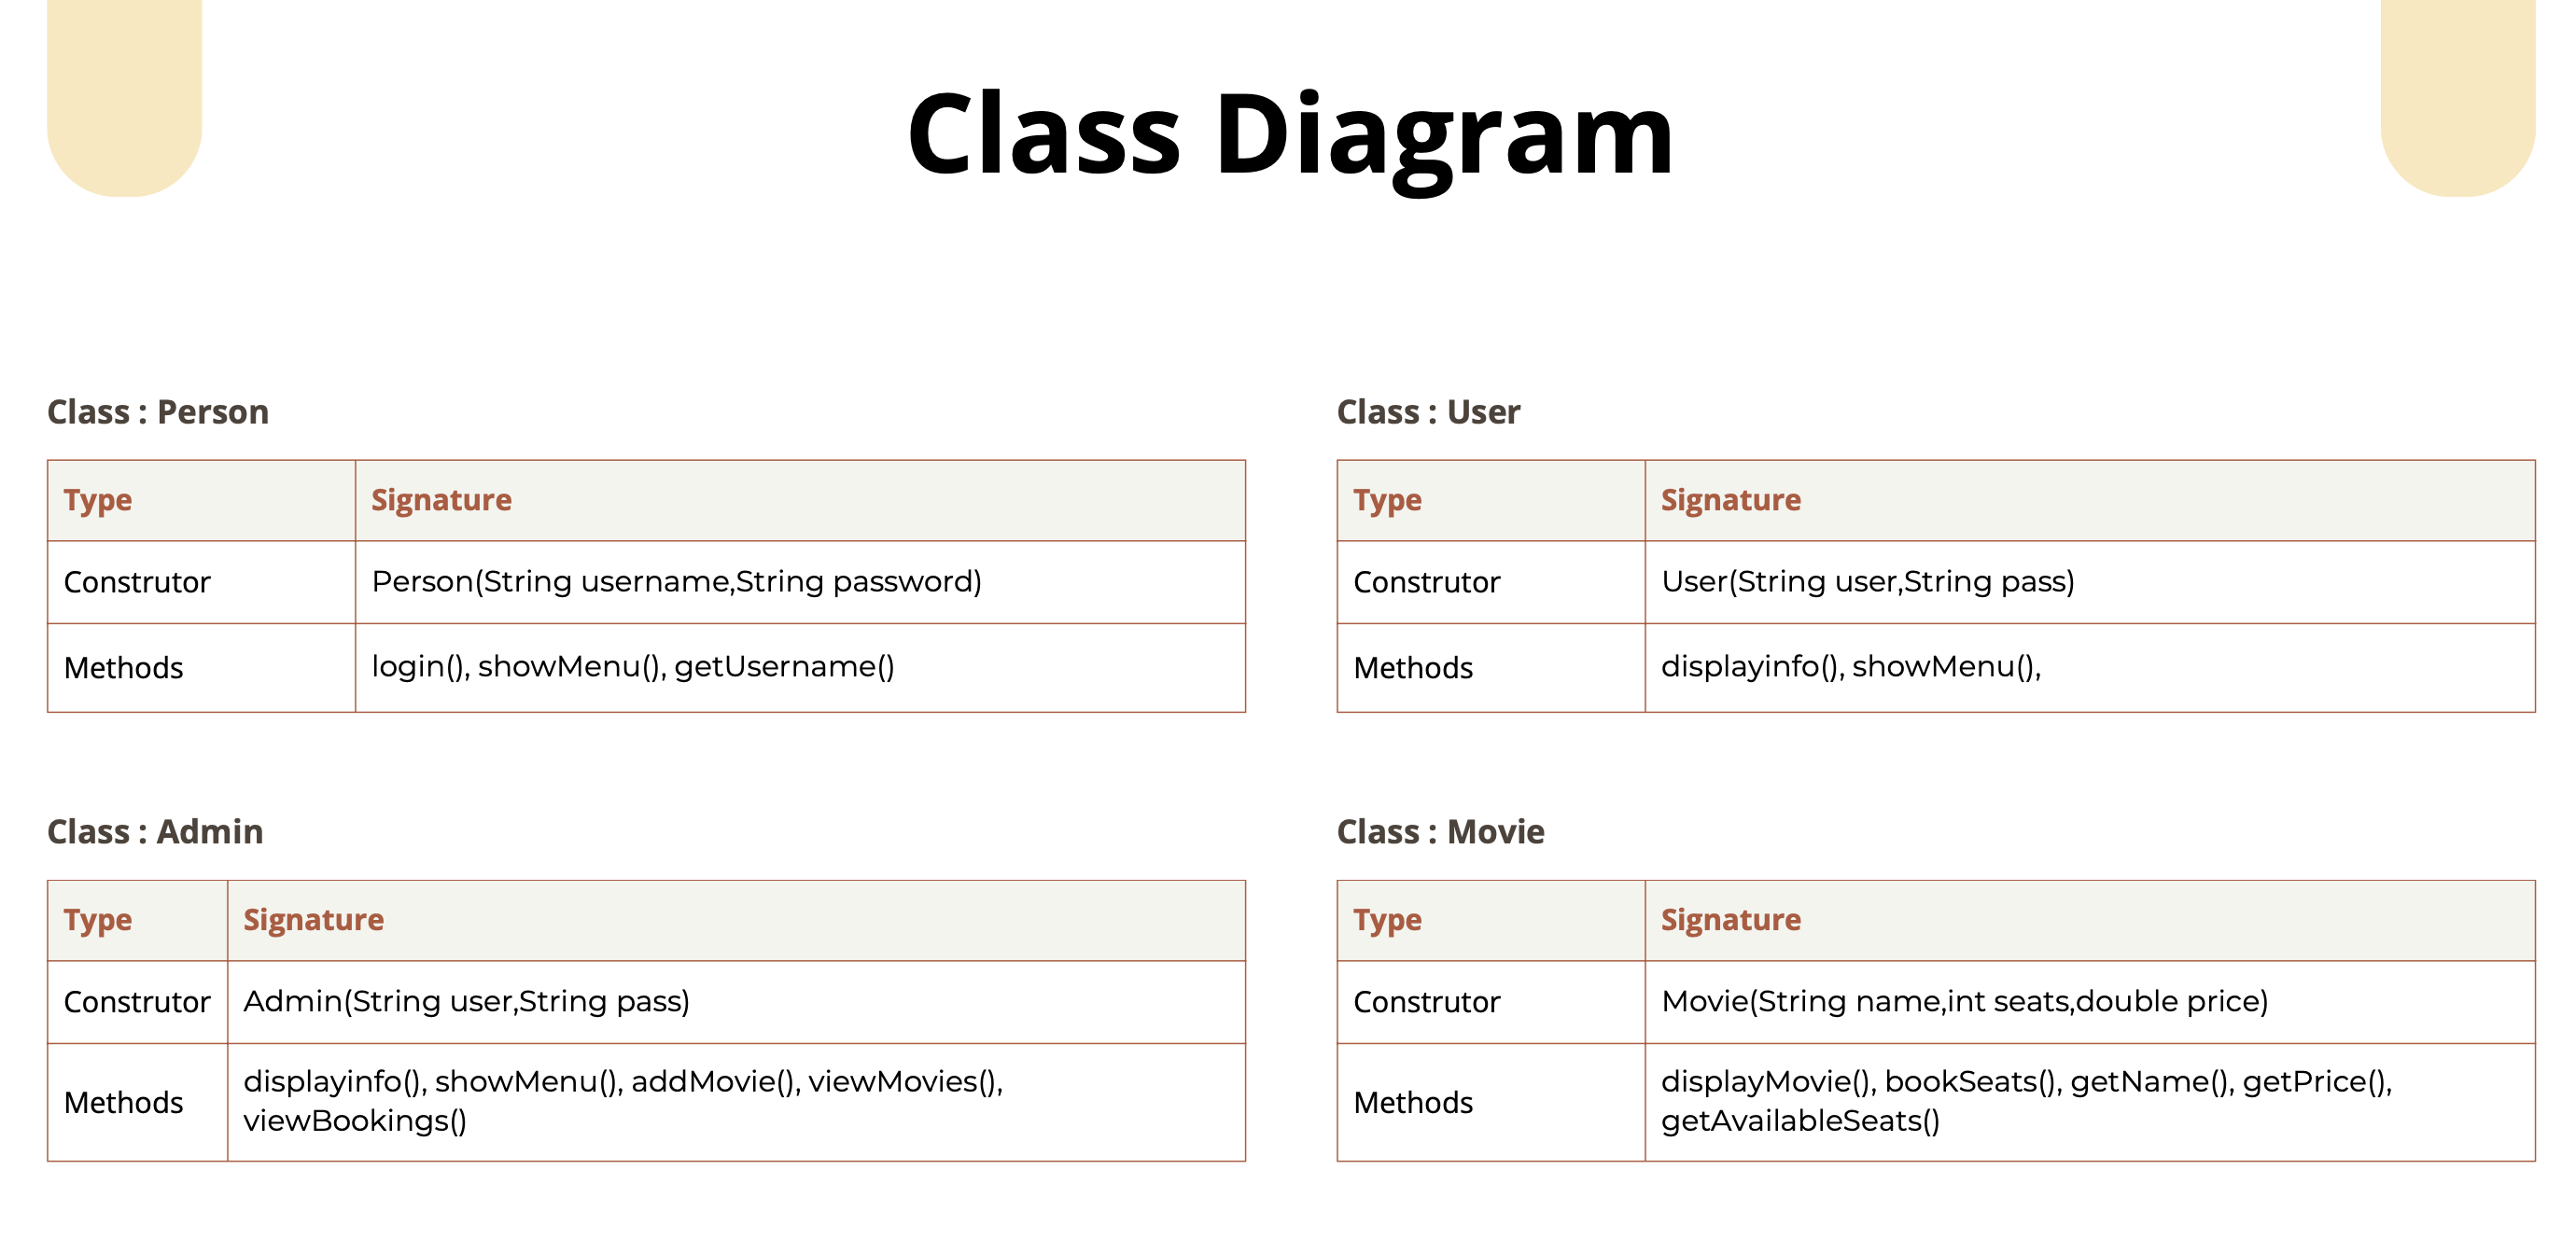 Class Diagram
Class : Person
Type Signature
Construtor Person(String username,String password)
Methods login(), showMenu(), getUsername()
Class : User
Type Signature
Construtor User(String user,String pass)
Methods displayinfo(), showMenu(),
Class : Admin
Type Signature
Construtor Admin(String user,String pass)
Methods displayinfo(), showMenu(), addMovie(), viewMovies(),
viewBookings()
Class : Movie
Type Signature
Construtor Movie(String name,int seats,double price)
Methods displayMovie(), bookSeats(), getName(), getPrice(),
getAvailableSeats()